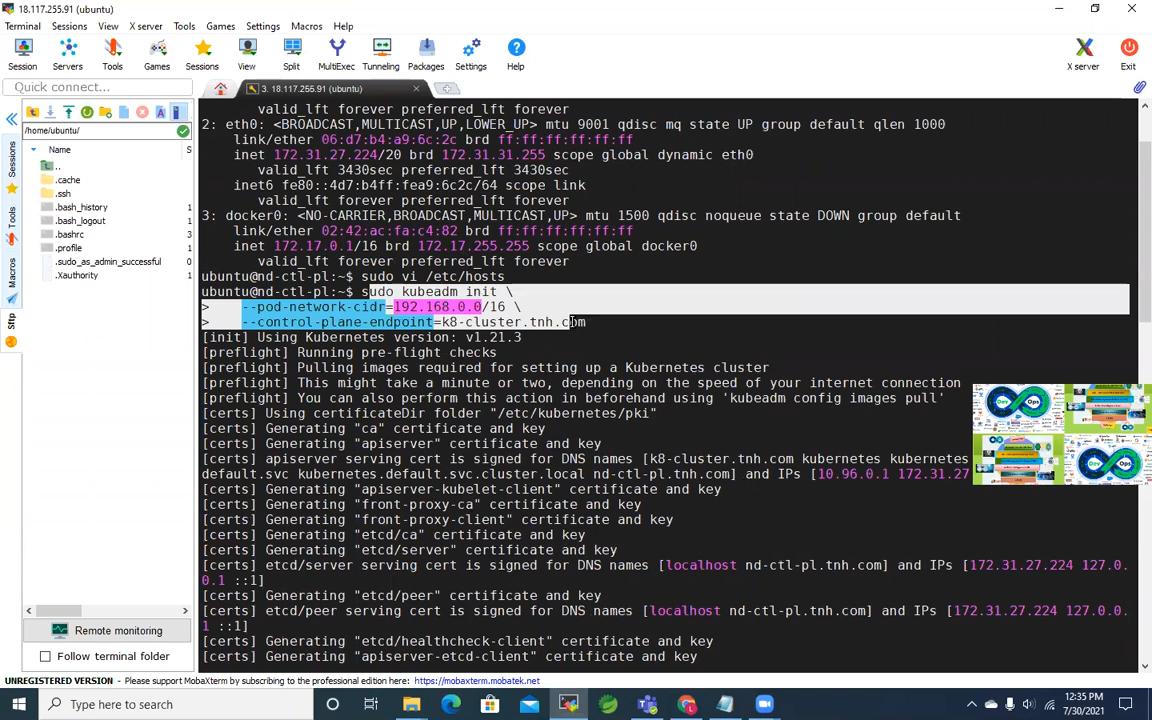 18.117.255.91 (ubuntu)
Terminal Sessions View X server Tools Games Settings Macros Help
Session Servers Tools Games Sessions View Split MultiExec Tunneling Packages Settings Help X server Exit
Quick connect...
3. 18.117.255.91 (ubuntu)
/home/ubuntu/
Name S
..
.cache
.ssh
.bash_history 1
.bash_logout 1
.bashrc 3
.profile 1
.sudo_as_admin_successful 0
.Xauthority 1
Sessions
Tools
Macros
Sftp
Remote monitoring
Follow terminal folder
valid_lft forever preferred_lft forever
2: eth0: <BROADCAST,MULTICAST,UP,LOWER_UP> mtu 9001 qdisc mq state UP group default qlen 1000
link/ether 06:d7:b4:a9:6c:2c brd ff:ff:ff:ff:ff:ff
inet 172.31.27.224/20 brd 172.31.31.255 scope global dynamic eth0
valid_lft 3430sec preferred_lft 3430sec
inet6 fe80::4d7:b4ff:fea9:6c2c/64 scope link
valid_lft forever preferred_lft forever
3: docker0: <NO-CARRIER,BROADCAST,MULTICAST,UP> mtu 1500 qdisc noqueue state DOWN group default
link/ether 02:42:ac:fa:c4:82 brd ff:ff:ff:ff:ff:ff
inet 172.17.0.1/16 brd 172.17.255.255 scope global docker0
valid_lft forever preferred_lft forever
ubuntu@nd-ctl-pl:~$ sudo vi /etc/hosts
ubuntu@nd-ctl-pl:~$ sudo kubeadm init \
> --pod-network-cidr=192.168.0.0/16 \
> --control-plane-endpoint=k8-cluster.tnh.com
[init] Using Kubernetes version: v1.21.3
[preflight] Running pre-flight checks
[preflight] Pulling images required for setting up a Kubernetes cluster
[preflight] This might take a minute or two, depending on the speed of your internet connection
[preflight] You can also perform this action in beforehand using 'kubeadm config images pull'
[certs] Using certificateDir folder "/etc/kubernetes/pki"
[certs] Generating "ca" certificate and key
[certs] Generating "apiserver" certificate and key
[certs] apiserver serving cert is signed for DNS names [k8-cluster.tnh.com kubernetes kubernetes
default.svc kubernetes.default.svc.cluster.local nd-ctl-pl.tnh.com] and IPs [10.96.0.1 172.31.27
[certs] Generating "apiserver-kubelet-client" certificate and key
[certs] Generating "front-proxy-ca" certificate and key
[certs] Generating "front-proxy-client" certificate and key
[certs] Generating "etcd/ca" certificate and key
[certs] Generating "etcd/server" certificate and key
[certs] etcd/server serving cert is signed for DNS names [localhost nd-ctl-pl.tnh.com] and IPs [172.31.27.224 127.0.
0.1 ::1]
[certs] Generating "etcd/peer" certificate and key
[certs] etcd/peer serving cert is signed for DNS names [localhost nd-ctl-pl.tnh.com] and IPs [172.31.27.224 127.0.0.
1 ::1]
[certs] Generating "etcd/healthcheck-client" certificate and key
[certs] Generating "apiserver-etcd-client" certificate and key
UNREGISTERED VERSION - Please support MobaXterm by subscribing to the professional edition here: https://mobaxterm.mobatek.net
Type here to search
12:35 PM
7/30/2021